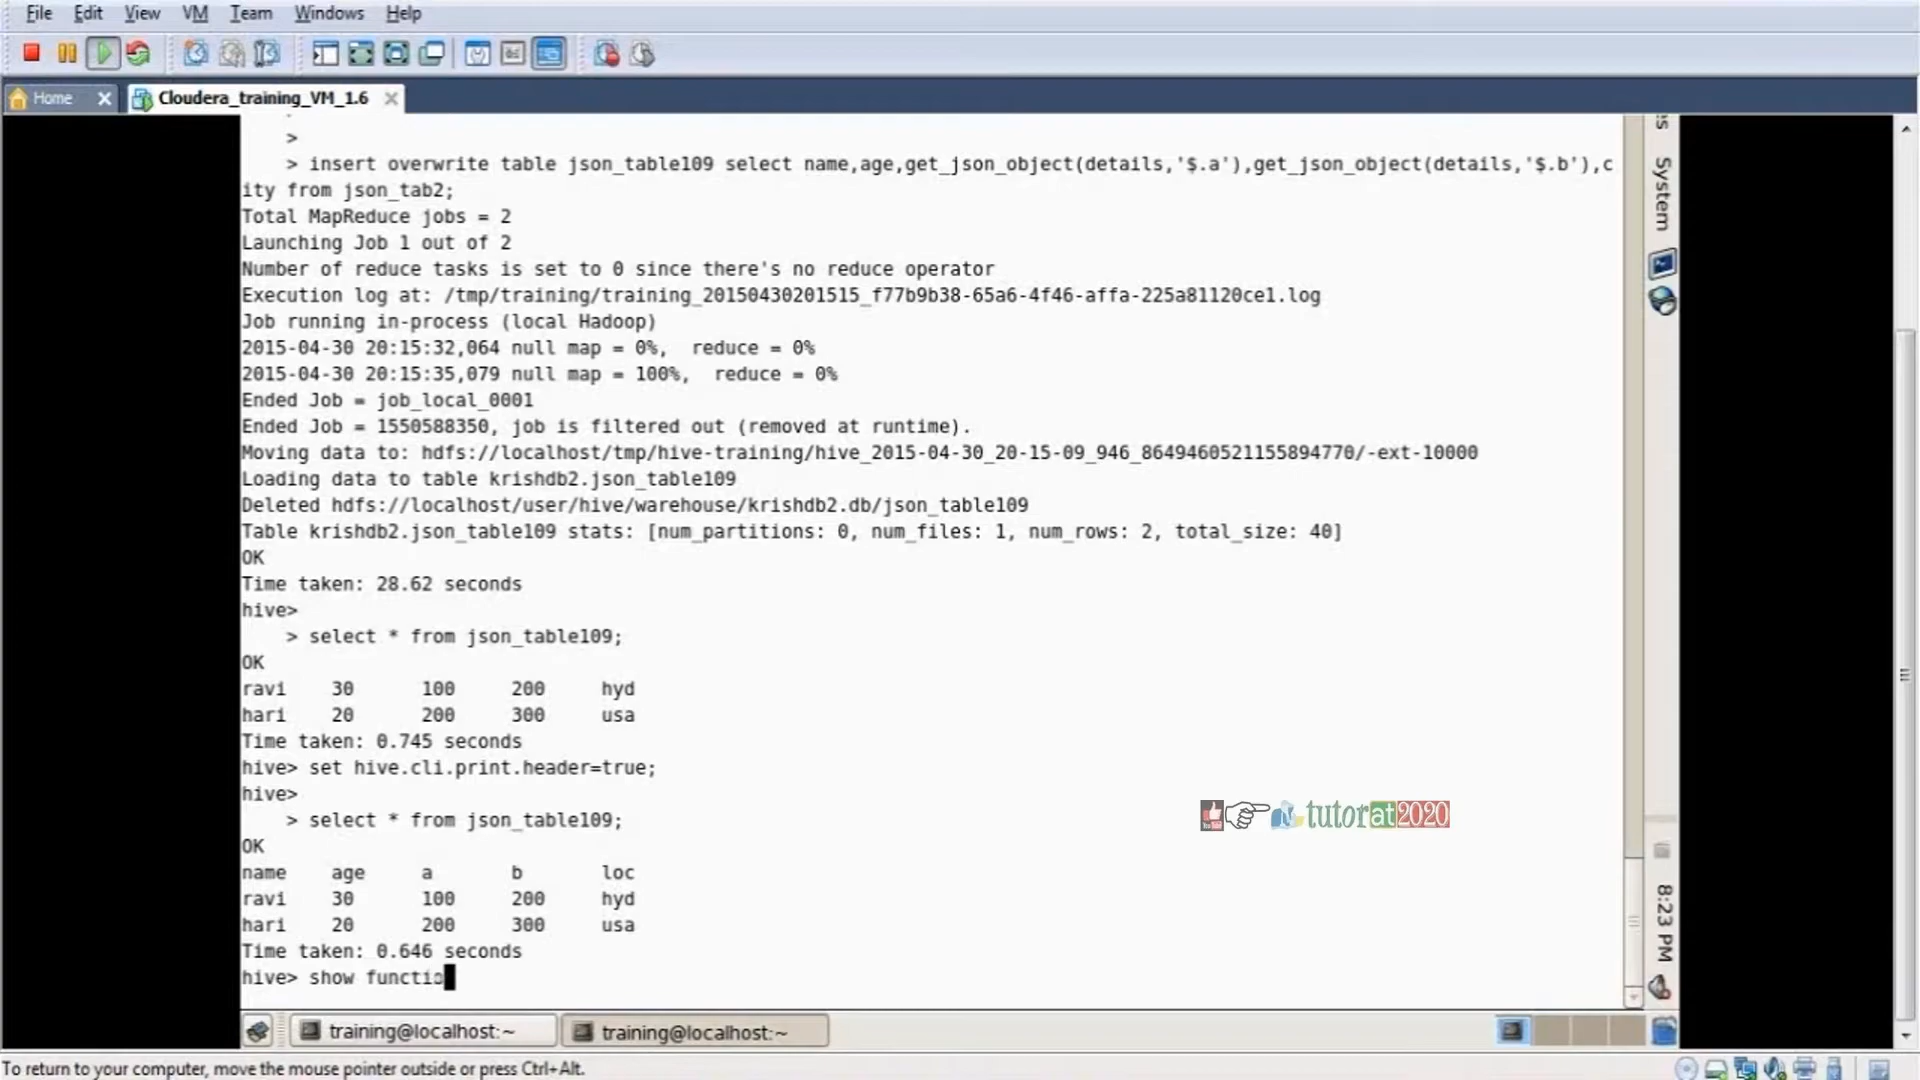 File Edit View VM Team Windows Help
Home
Cloudera_training_VM_1.6
>
> insert overwrite table json_table109 select name,age,get_json_object(details,'$.a'),get_json_object(details,'$.b'),c
ity from json_tab2;
Total MapReduce jobs = 2
Launching Job 1 out of 2
Number of reduce tasks is set to 0 since there's no reduce operator
Execution log at: /tmp/training/training_20150430201515_f77b9b38-65a6-4f46-affa-225a81120ce1.log
Job running in-process (local Hadoop)
2015-04-30 20:15:32,064 null map = 0%,  reduce = 0%
2015-04-30 20:15:35,079 null map = 100%,  reduce = 0%
Ended Job = job_local_0001
Ended Job = 1550588350, job is filtered out (removed at runtime).
Moving data to: hdfs://localhost/tmp/hive-training/hive_2015-04-30_20-15-09_946_8649460521155894770/-ext-10000
Loading data to table krishdb2.json_table109
Deleted hdfs://localhost/user/hive/warehouse/krishdb2.db/json_table109
Table krishdb2.json_table109 stats: [num_partitions: 0, num_files: 1, num_rows: 2, total_size: 40]
OK
Time taken: 28.62 seconds
hive>
> select * from json_table109;
OK
ravi 30 100 200 hyd
hari 20 200 300 usa
Time taken: 0.745 seconds
hive> set hive.cli.print.header=true;
hive>
> select * from json_table109;
OK
name age a b loc
ravi 30 100 200 hyd
hari 20 200 300 usa
Time taken: 0.646 seconds
hive> show functio
System
8:23 PM
tutorat2020
training@localhost:~
training@localhost:~
To return to your computer, move the mouse pointer outside or press Ctrl+Alt.